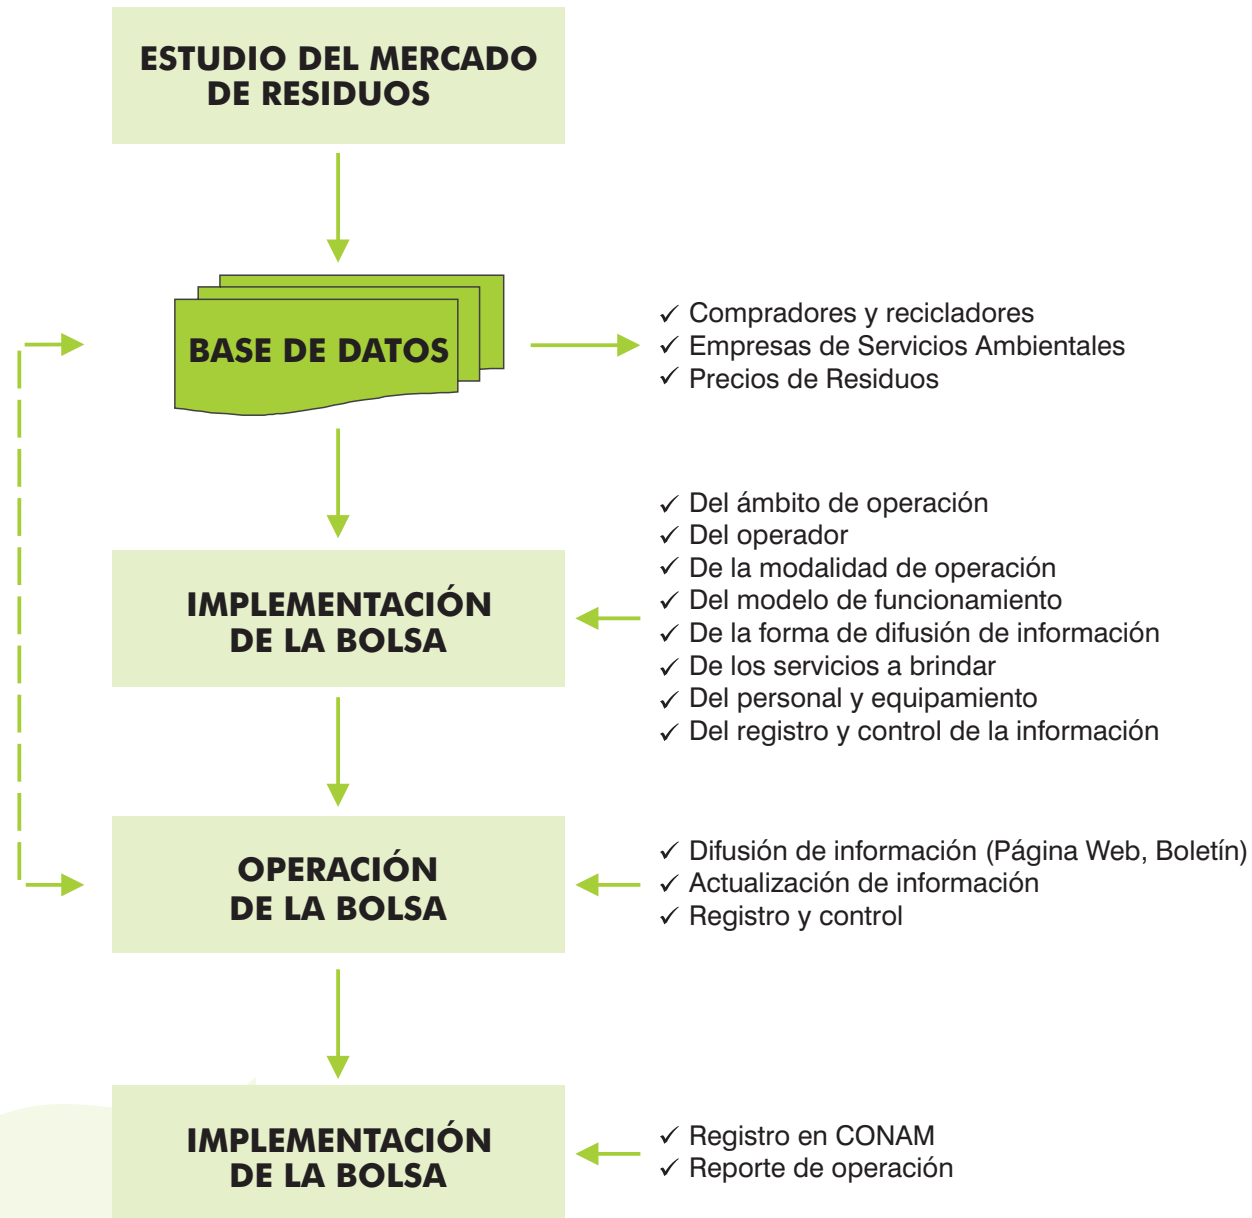 ESTUDIO DEL MERCADO
DE RESIDUOS
BASE DE DATOS
✓ Compradores y recicladores
✓ Empresas de Servicios Ambientales
✓ Precios de Residuos
IMPLEMENTACIÓN
DE LA BOLSA
✓ Del ámbito de operación
✓ Del operador
✓ De la modalidad de operación
✓ Del modelo de funcionamiento
✓ De la forma de difusión de información
✓ De los servicios a brindar
✓ Del personal y equipamiento
✓ Del registro y control de la información
OPERACIÓN
DE LA BOLSA
✓ Difusión de información (Página Web, Boletín)
✓ Actualización de información
✓ Registro y control
IMPLEMENTACIÓN
DE LA BOLSA
✓ Registro en CONAM
✓ Reporte de operación